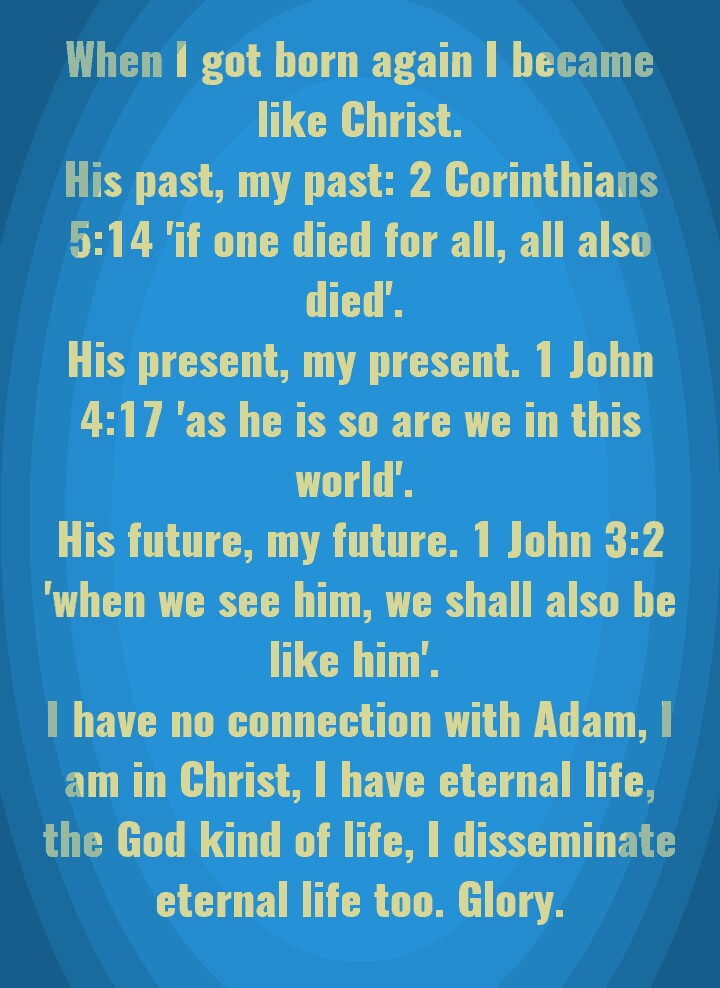 When I got born again I became
like Christ.
His past, my past: 2 Corinthians
5:14 'if one died for all, all also
died'.
His present, my present. 1 John
4:17 'as he is so are we in this
world'.
His future, my future. 1 John 3:2
'when we see him, we shall also be
like him'.
I have no connection with Adam, I
am in Christ, I have eternal life,
the God kind of life, I disseminate
eternal life too. Glory.